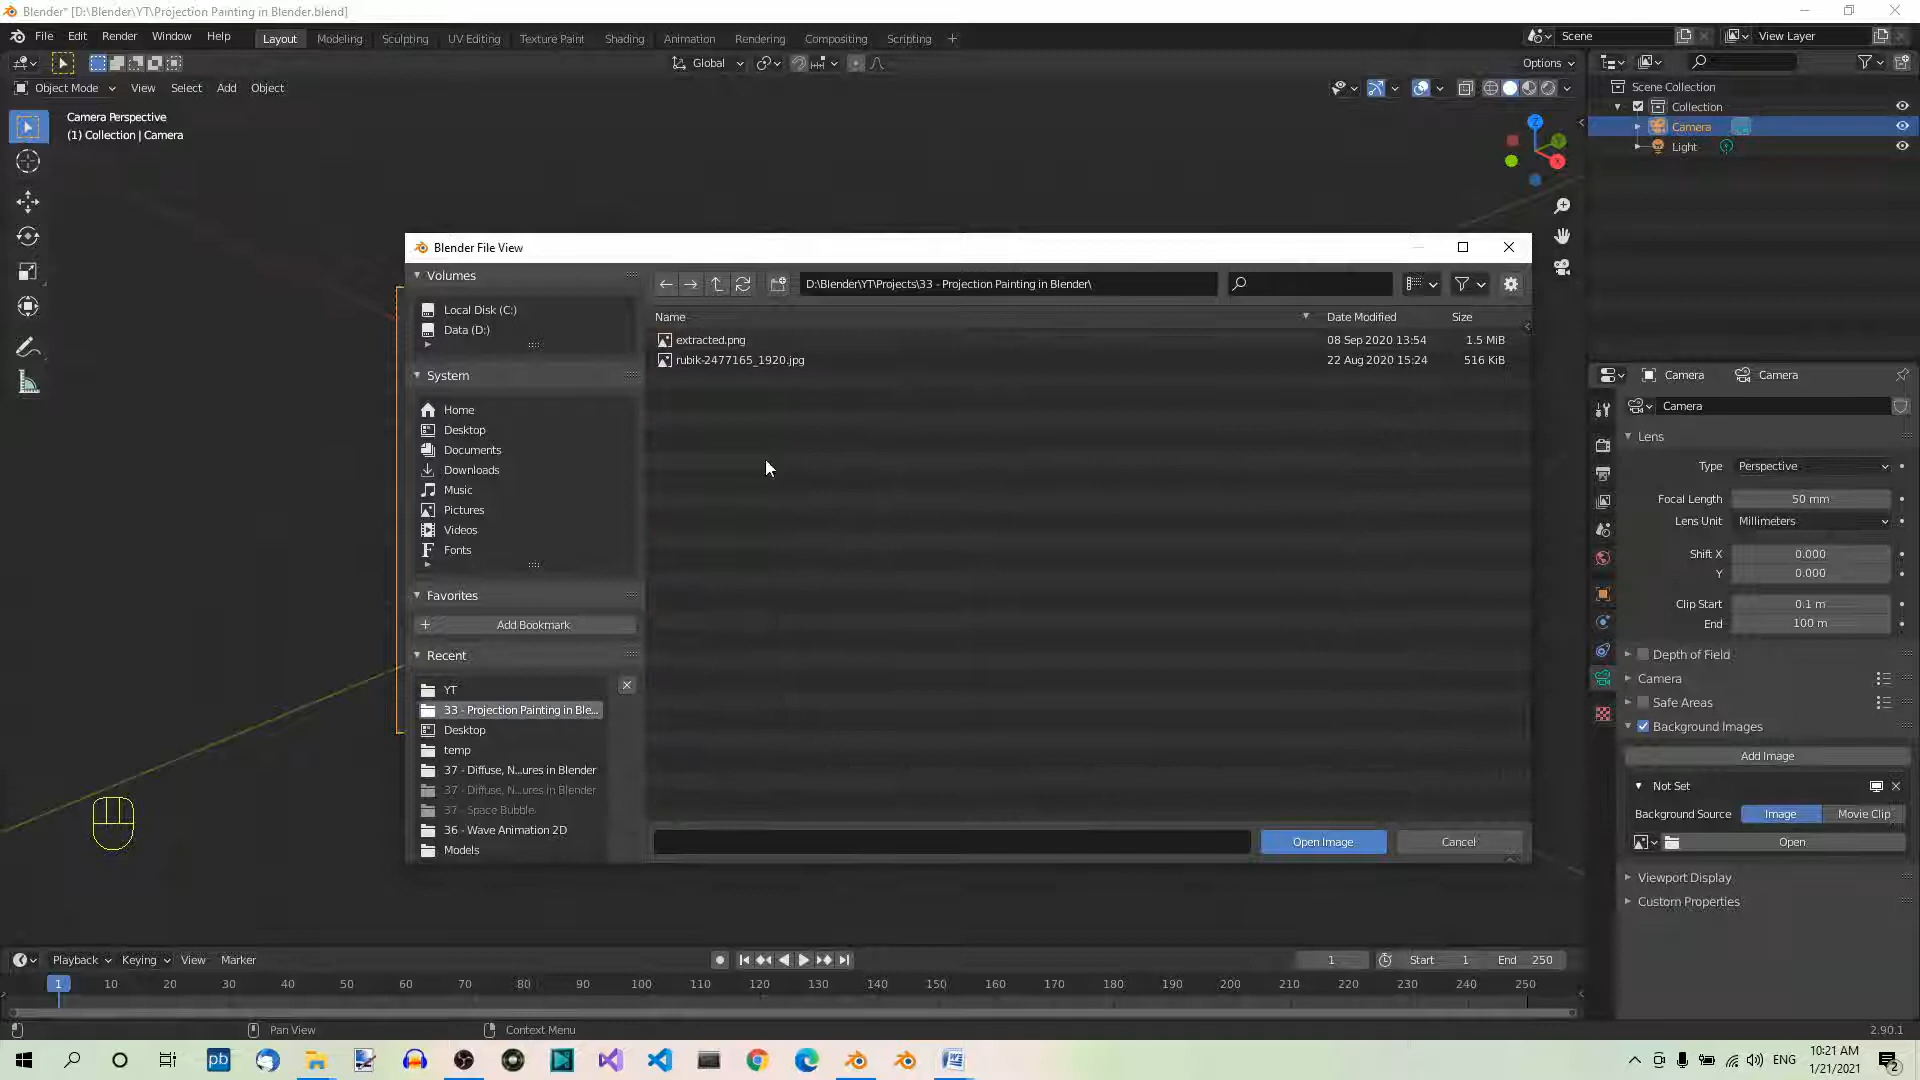 Blender* [D:\Blender\YT\Projection Painting in Blender.blend]
File Edit Render Window Help Layout Modeling Sculpting UV Editing Texture Paint Shading Animation Rendering Compositing Scripting + Scene View Layer
Global Options
Object Mode View Select Add Object
Camera Perspective
(1) Collection | Camera
Z
X
Scene Collection
Collection
Camera
Light
Blender File View
Volumes
Local Disk (C:)
Data (D:)
System
Home
Desktop
Documents
Downloads
Music
Pictures
Videos
Fonts
Favorites
+ Add Bookmark
Recent
YT
33 - Projection Painting in Ble...
Desktop
temp
37 - Diffuse, N...ures in Blender
37 - Diffuse, N...ures in Blender
37 - Space Bubble
36 - Wave Animation 2D
Models
D:\Blender\YT\Projects\33 - Projection Painting in Blender\
Name Date Modified Size
extracted.png 08 Sep 2020 13:54 1.5 MiB
rubik-2477165_1920.jpg 22 Aug 2020 15:24 516 KiB
Open Image Cancel
Camera Camera
Camera
Lens
Type Perspective
Focal Length 50 mm
Lens Unit Millimeters
Shift X 0.000
Y 0.000
Clip Start 0.1 m
End 100 m
Depth of Field
Camera
Safe Areas
Background Images
Add Image
Not Set
Background Source Image Movie Clip
Open
Viewport Display
Custom Properties
Playback Keying View Marker 1 Start 1 End 250
1 10 20 30 40 50 60 70 80 90 100 110 120 130 140 150 160 170 180 190 200 210 220 230 240 250
Pan View Context Menu 2.90.1
pb ENG 10:21 AM
1/21/2021 2